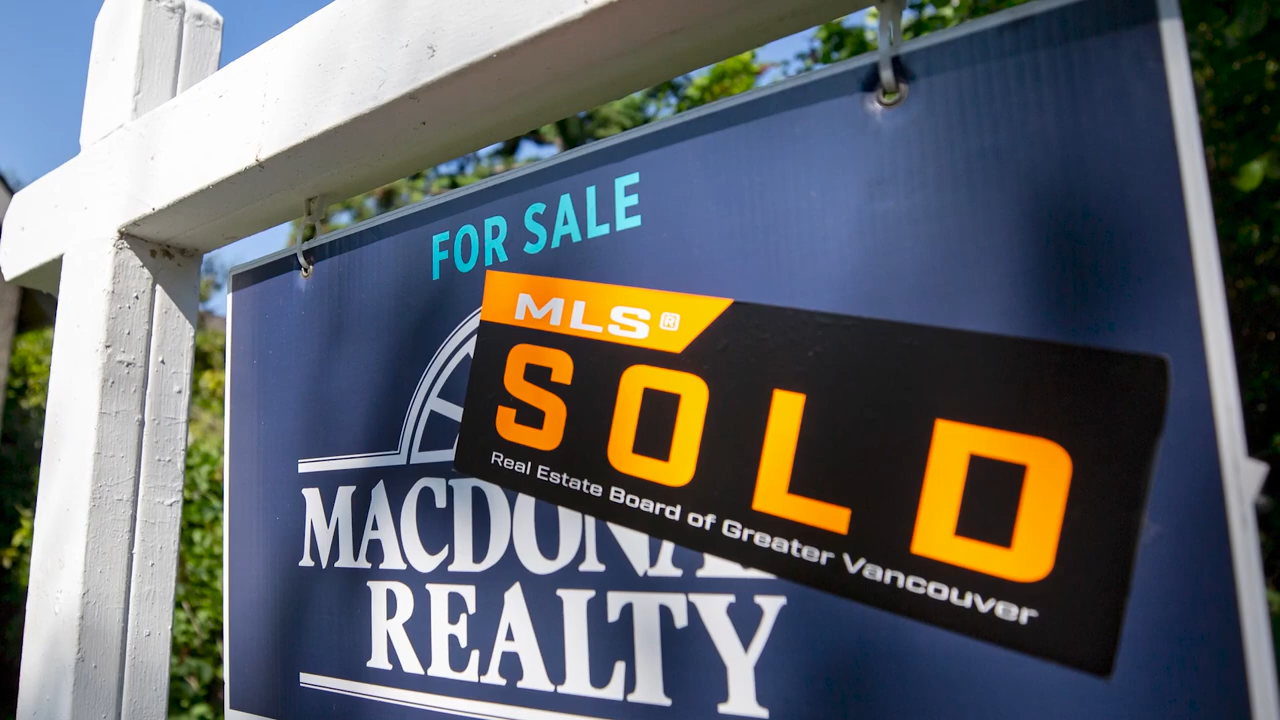 FOR SALE
MLS®
SOLD
Real Estate Board of Greater Vancouver
REALTY